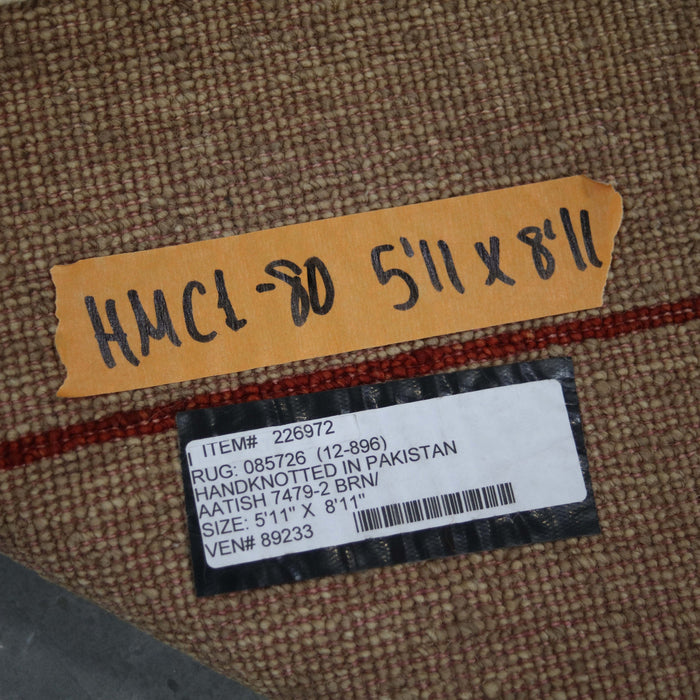 HMC1-80 5'11 X 8'11
ITEM# 226972
RUG: 085726 (12-896)
HANDKNOTTED IN PAKISTAN
AATISH 7479-2 BRN/
SIZE: 5'11" X 8'11"
VEN# 89233